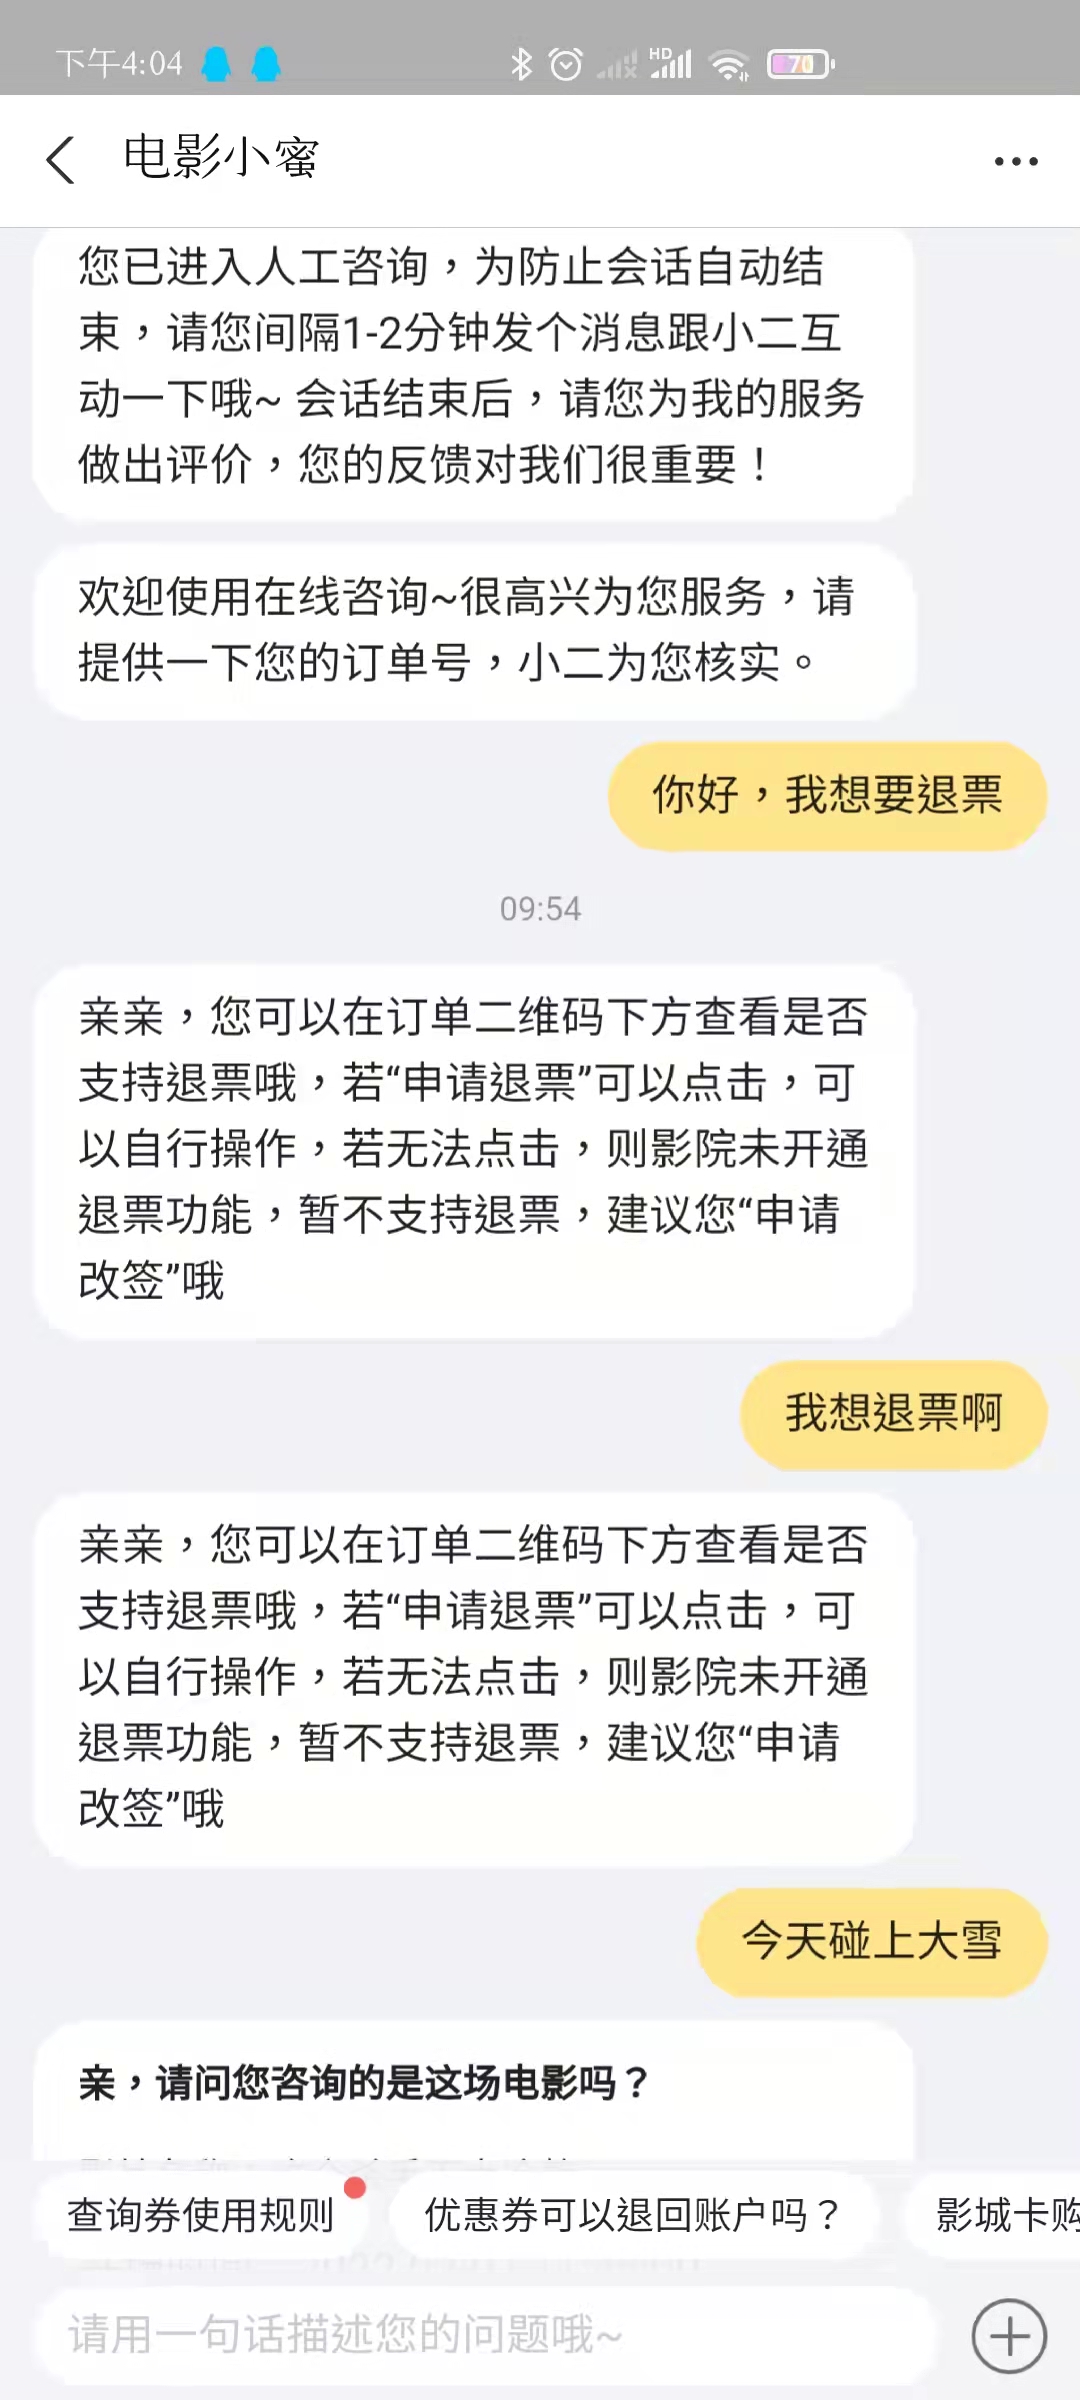 下午4:04
HD
70
电影小蜜
您已进入人工咨询，为防止会话自动结
束，请您间隔1-2分钟发个消息跟小二互
动一下哦~ 会话结束后，请您为我的服务
做出评价，您的反馈对我们很重要！
欢迎使用在线咨询~很高兴为您服务，请
提供一下您的订单号，小二为您核实。
你好，我想要退票
09:54
亲亲，您可以在订单二维码下方查看是否
支持退票哦，若“申请退票”可以点击，可
以自行操作，若无法点击，则影院未开通
退票功能，暂不支持退票，建议您“申请
改签”哦
我想退票啊
亲亲，您可以在订单二维码下方查看是否
支持退票哦，若“申请退票”可以点击，可
以自行操作，若无法点击，则影院未开通
退票功能，暂不支持退票，建议您“申请
改签”哦
今天碰上大雪
亲，请问您咨询的是这场电影吗？
查询券使用规则
优惠券可以退回账户吗？
影城卡购
请用一句话描述您的问题哦~